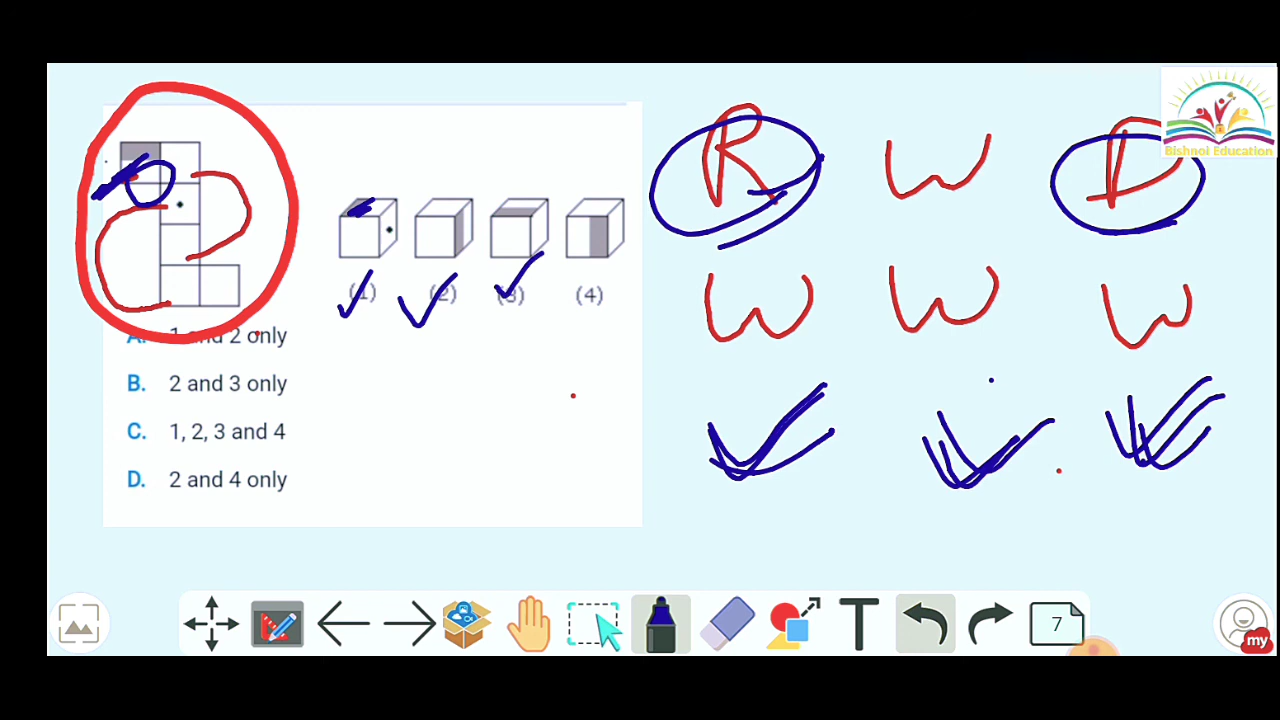 Bishnoi Education
R W D
W W W
(1) (2) (3) (4)
A. 1 and 2 only
B. 2 and 3 only
C. 1, 2, 3 and 4
D. 2 and 4 only
T
7
my